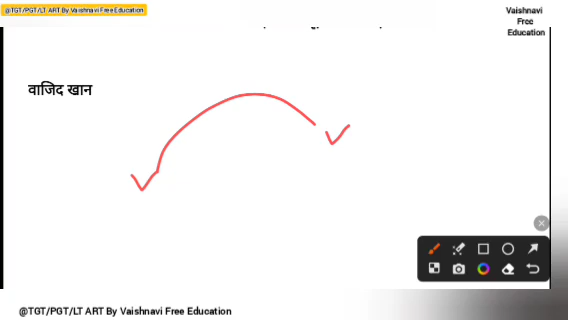 @TGT/PGT/LT ART By Vaishnavi Free Education
Vaishnavi
Free
Education
वाजिद खान
@TGT/PGT/LT ART By Vaishnavi Free Education